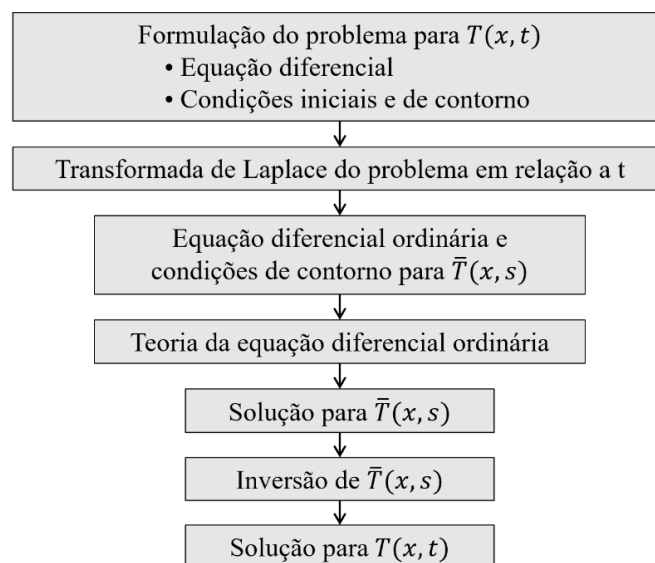 Formulação do problema para T(x, t)
• Equação diferencial
• Condições iniciais e de contorno
Transformada de Laplace do problema em relação a t
Equação diferencial ordinária e
condições de contorno para T̄(x, s)
Teoria da equação diferencial ordinária
Solução para T̄(x, s)
Inversão de T̄(x, s)
Solução para T(x, t)